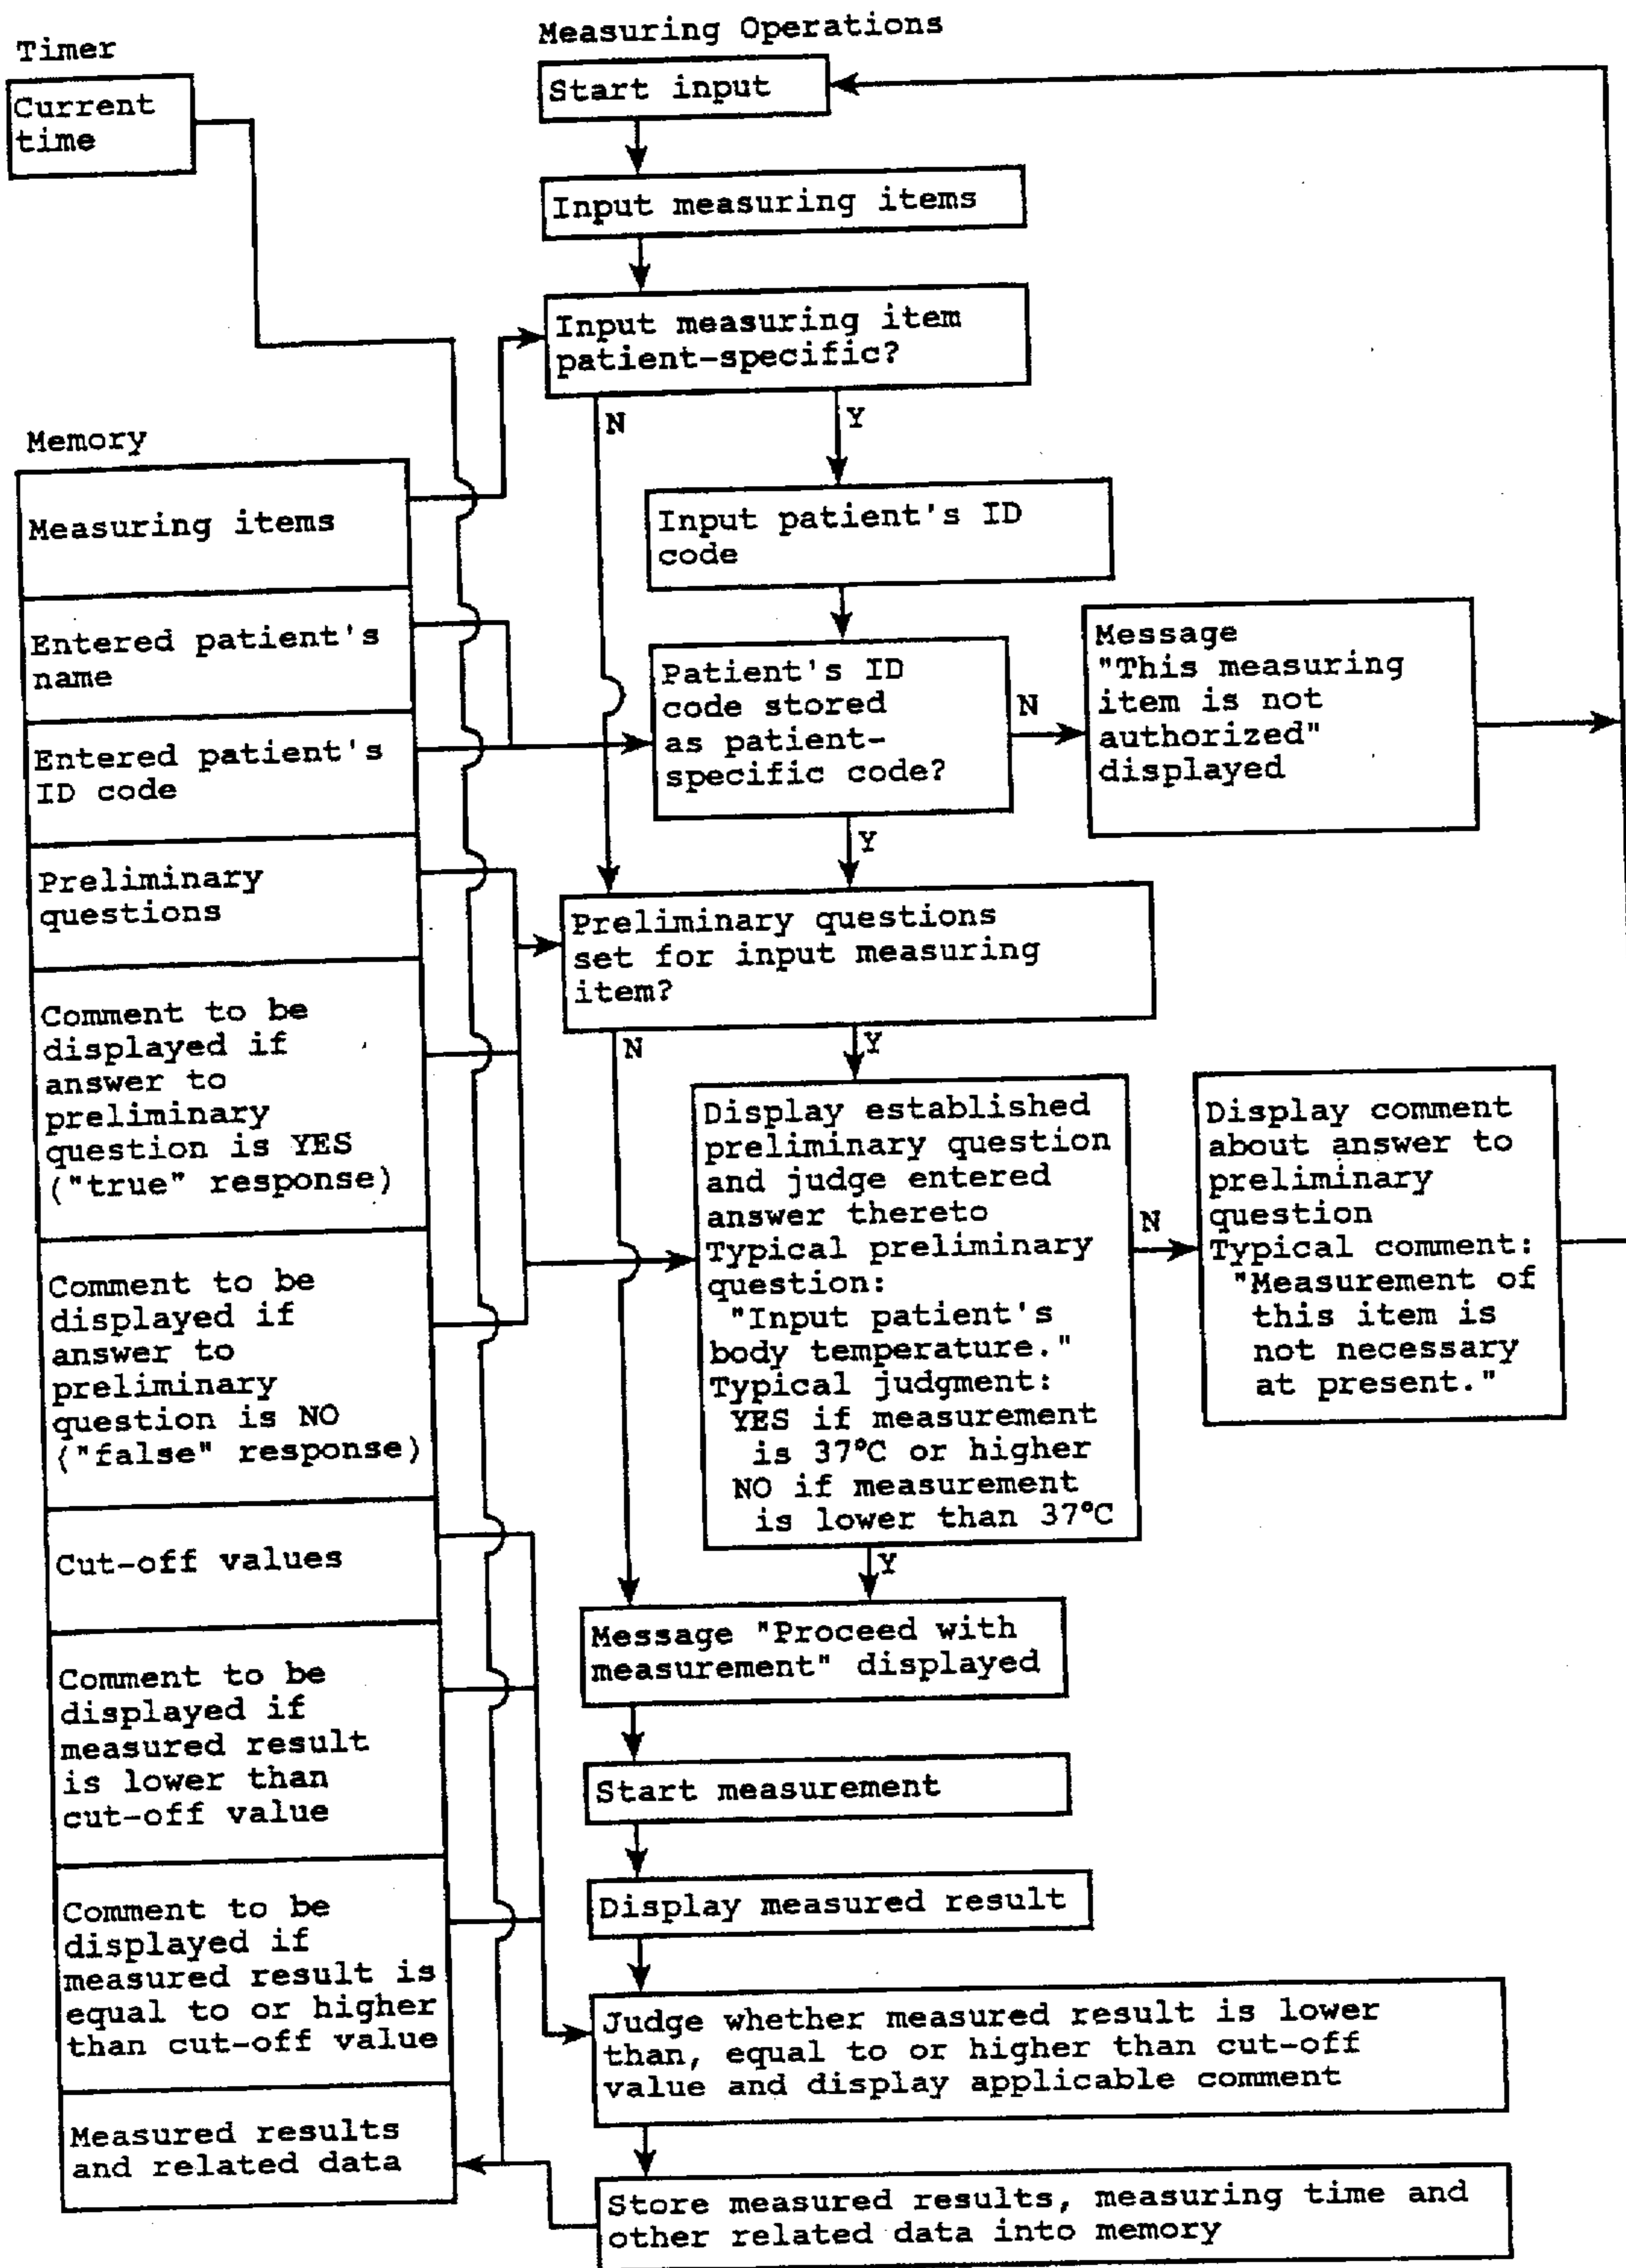 Timer
Current
time
Memory
Measuring items
Entered patient's
name
Entered patient's
ID code
Preliminary
questions
Comment to be
displayed if
answer to
preliminary
question is YES
("true" response)
Comment to be
displayed if
answer to
preliminary
question is NO
("false" response)
Cut-off values
Comment to be
displayed if
measured result
is lower than
cut-off value
Comment to be
displayed if
measured result is
equal to or higher
than cut-off value
Measured results
and related data
Measuring Operations
Start input
Input measuring items
Input measuring item
patient-specific?
N
Y
Input patient's ID
code
Patient's ID
code stored
as patient-
specific code?
N
Message
"This measuring
item is not
authorized"
displayed
Y
Preliminary questions
set for input measuring
item?
N
Y
Display established
preliminary question
and judge entered
answer thereto
Typical preliminary
question:
"Input patient's
body temperature."
Typical judgment:
YES if measurement
is 37°C or higher
NO if measurement
is lower than 37°C
N
Display comment
about answer to
preliminary
question
Typical comment:
"Measurement of
this item is
not necessary
at present."
Y
Message "Proceed with
measurement" displayed
Start measurement
Display measured result
Judge whether measured result is lower
than, equal to or higher than cut-off
value and display applicable comment
Store measured results, measuring time and
other related data into memory